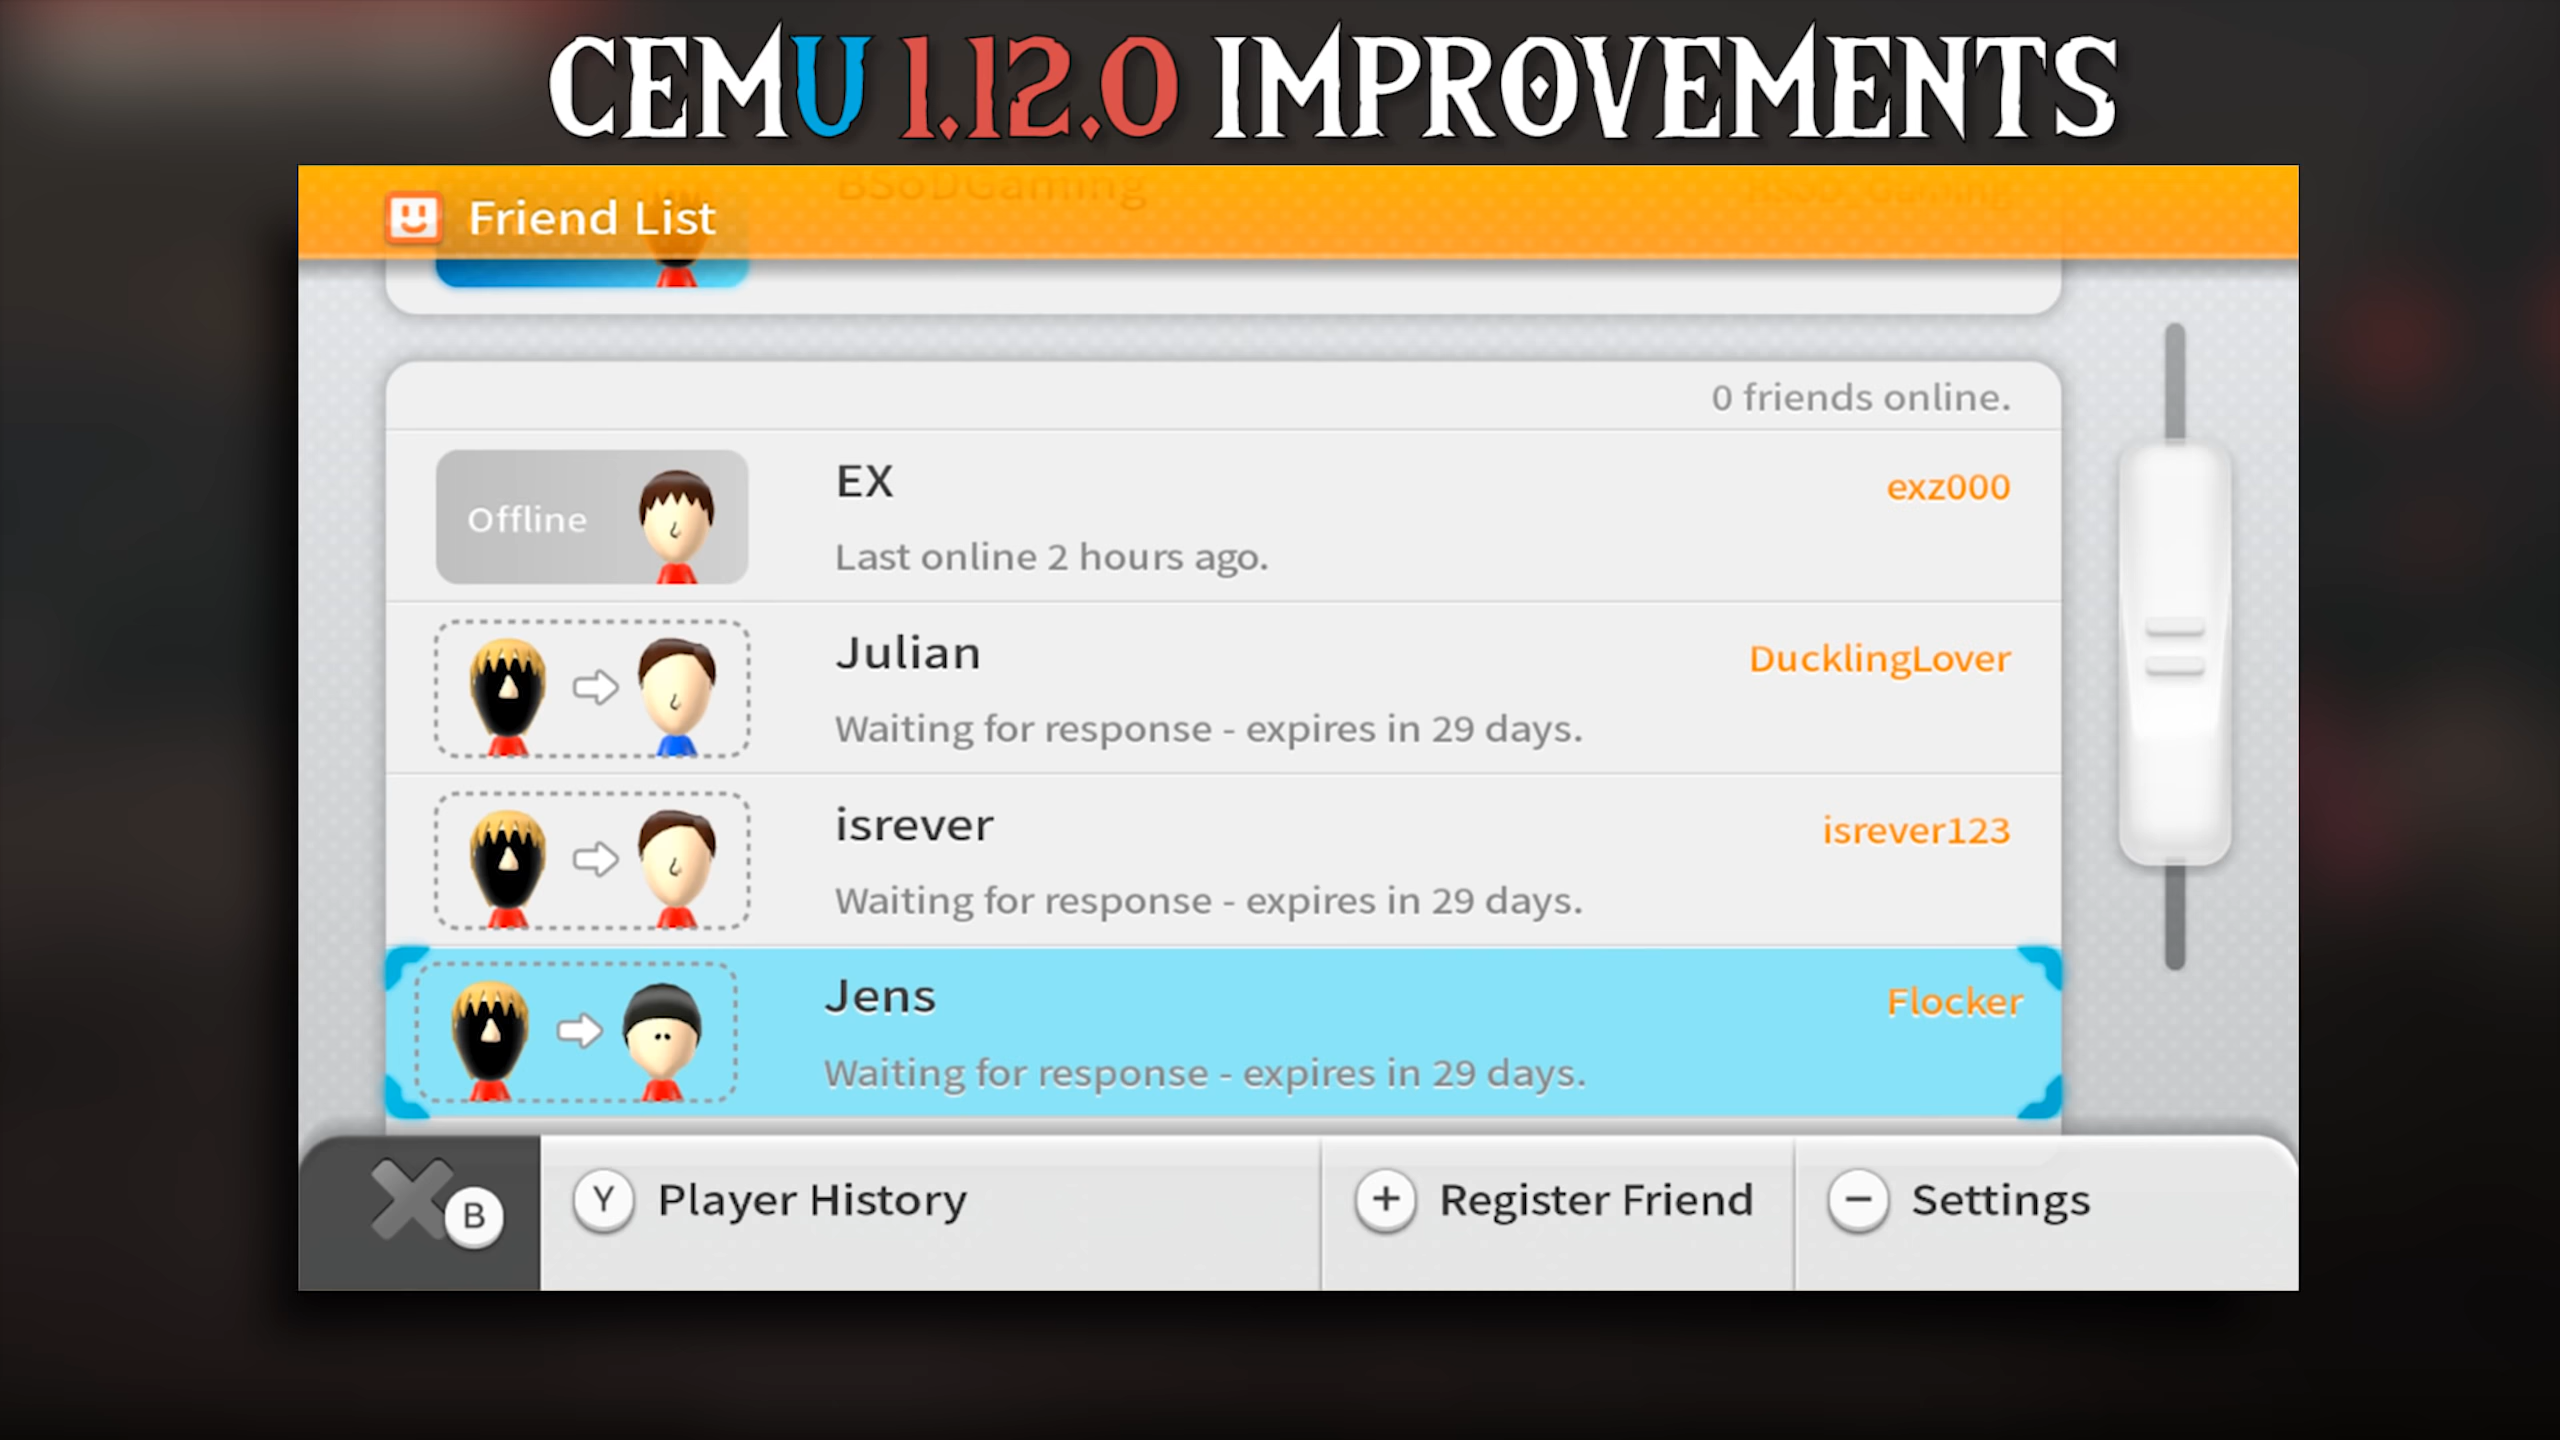 CEMU 1.12.0 IMPROVEMENTS
BSoDGaming
Friend List
0 friends online.
Offline
EX
exz000
Last online 2 hours ago.
Julian
DucklingLover
Waiting for response - expires in 29 days.
isrever
isrever123
Waiting for response - expires in 29 days.
Jens
Flocker
Waiting for response - expires in 29 days.
B
Y Player History
+ Register Friend
- Settings